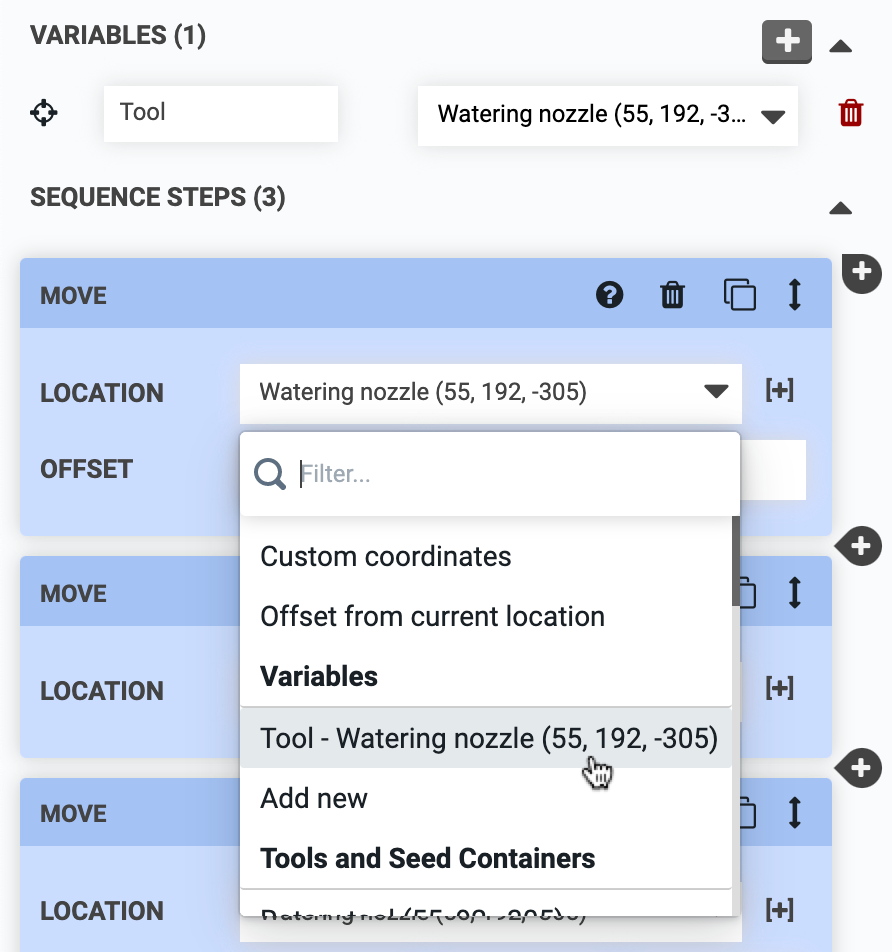 VARIABLES (1)
Tool
Watering nozzle (55, 192, -3...
SEQUENCE STEPS (3)
MOVE
LOCATION
Watering nozzle (55, 192, -305)
[+]
OFFSET
Filter...
Custom coordinates
Offset from current location
Variables
MOVE
LOCATION
[+]
Tool - Watering nozzle (55, 192, -305)
Add new
MOVE
Tools and Seed Containers
LOCATION
[+]